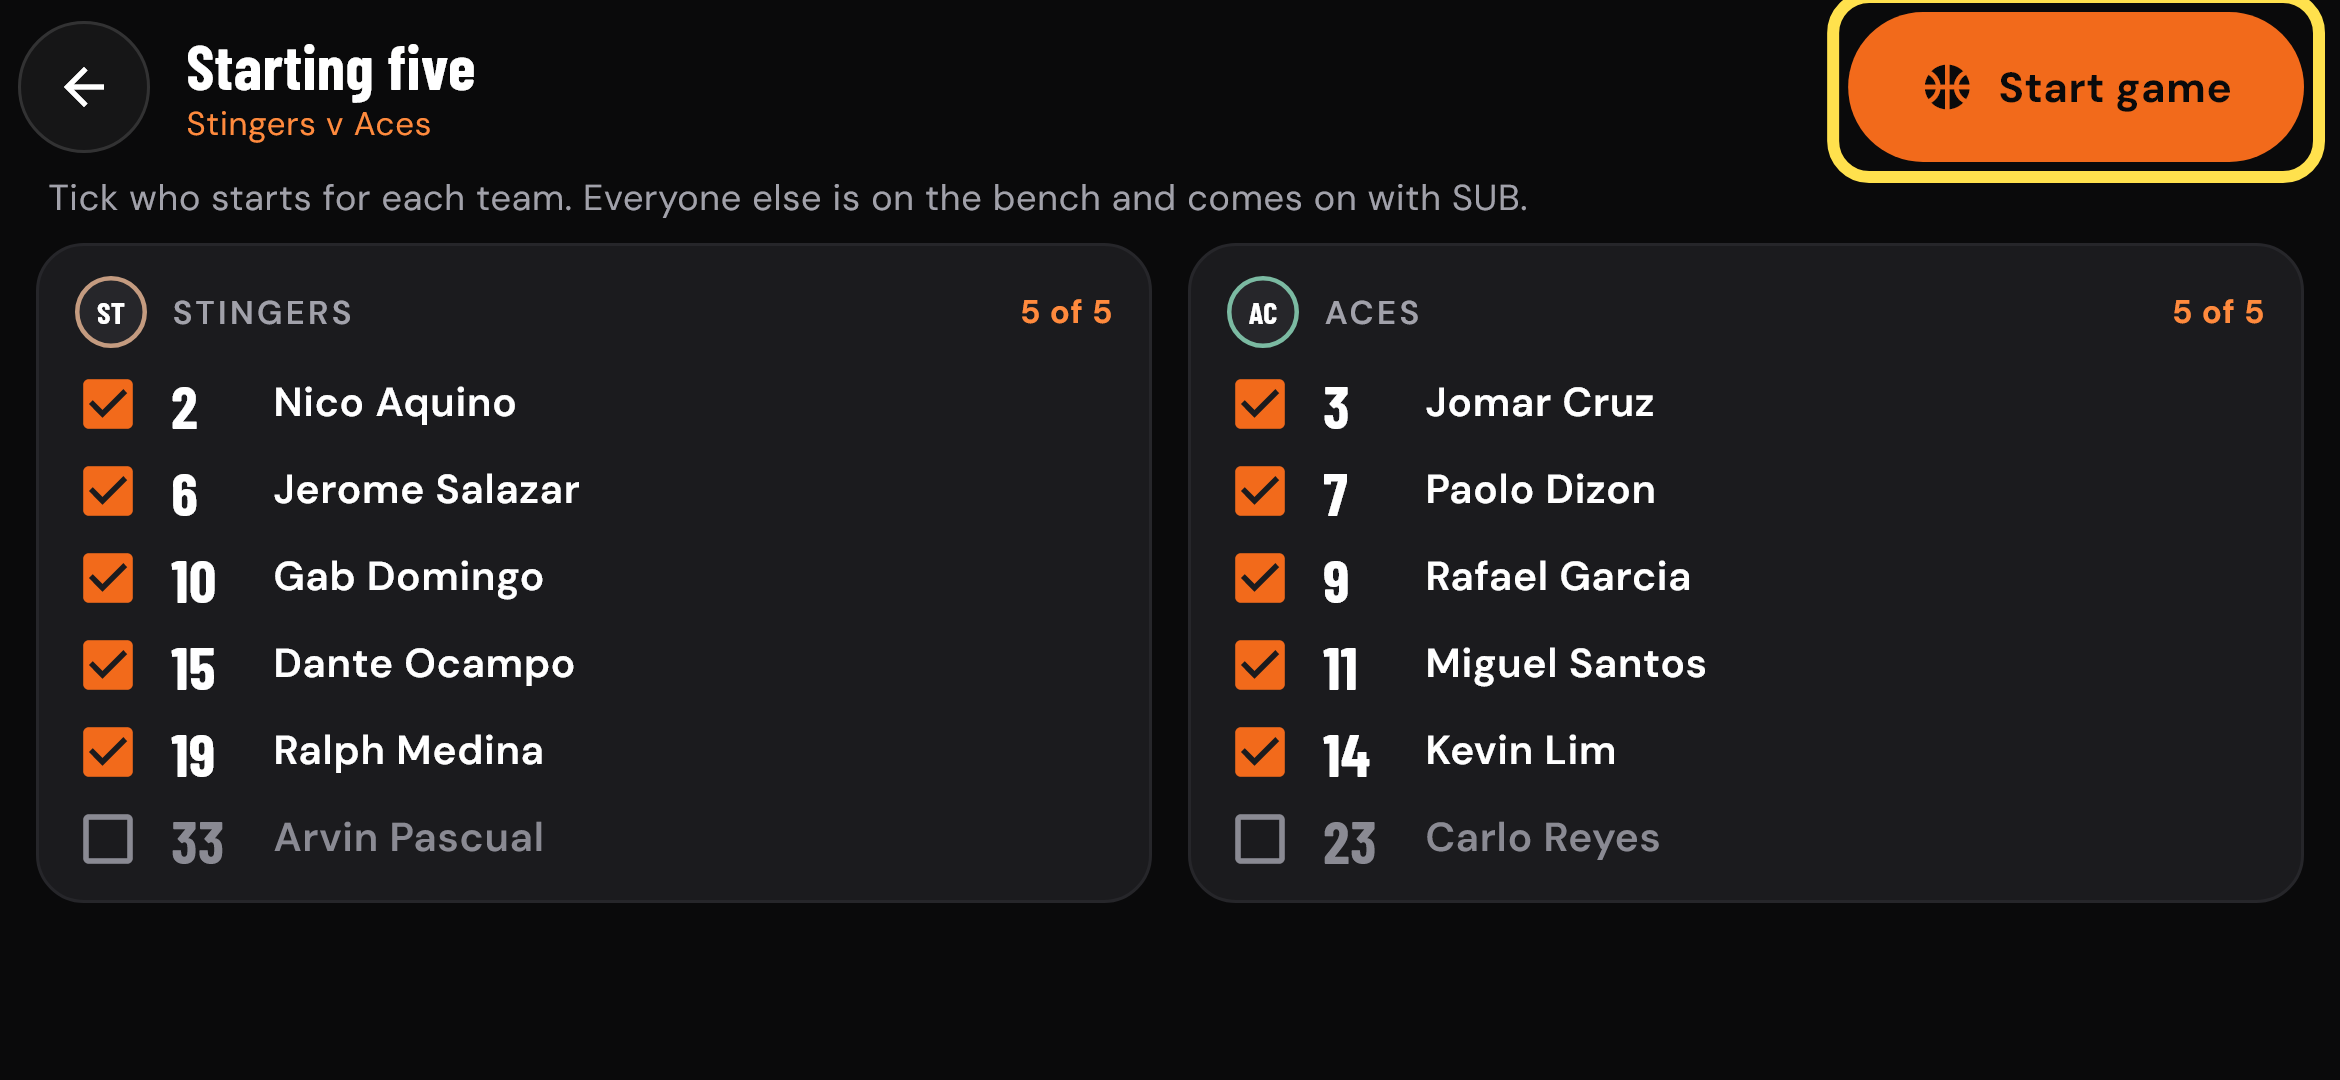 Starting five
Stingers v Aces
Start game
Tick who starts for each team. Everyone else is on the bench and comes on with SUB.
ST STINGERS 5 of 5
2 Nico Aquino
6 Jerome Salazar
10 Gab Domingo
15 Dante Ocampo
19 Ralph Medina
33 Arvin Pascual
AC ACES 5 of 5
3 Jomar Cruz
7 Paolo Dizon
9 Rafael Garcia
11 Miguel Santos
14 Kevin Lim
23 Carlo Reyes